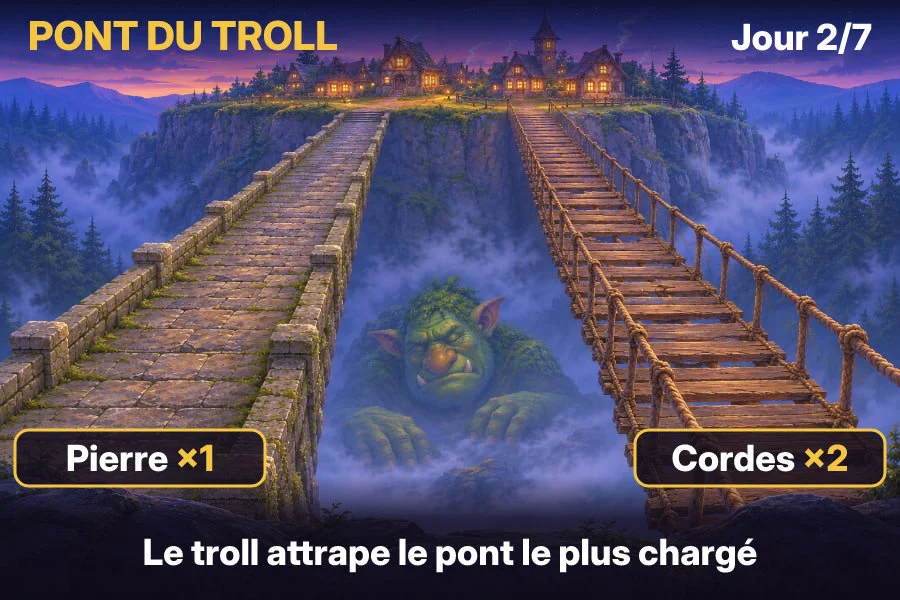 PONT DU TROLL
Jour 2/7
Pierre ×1
Cordes ×2
Le troll attrape le pont le plus chargé